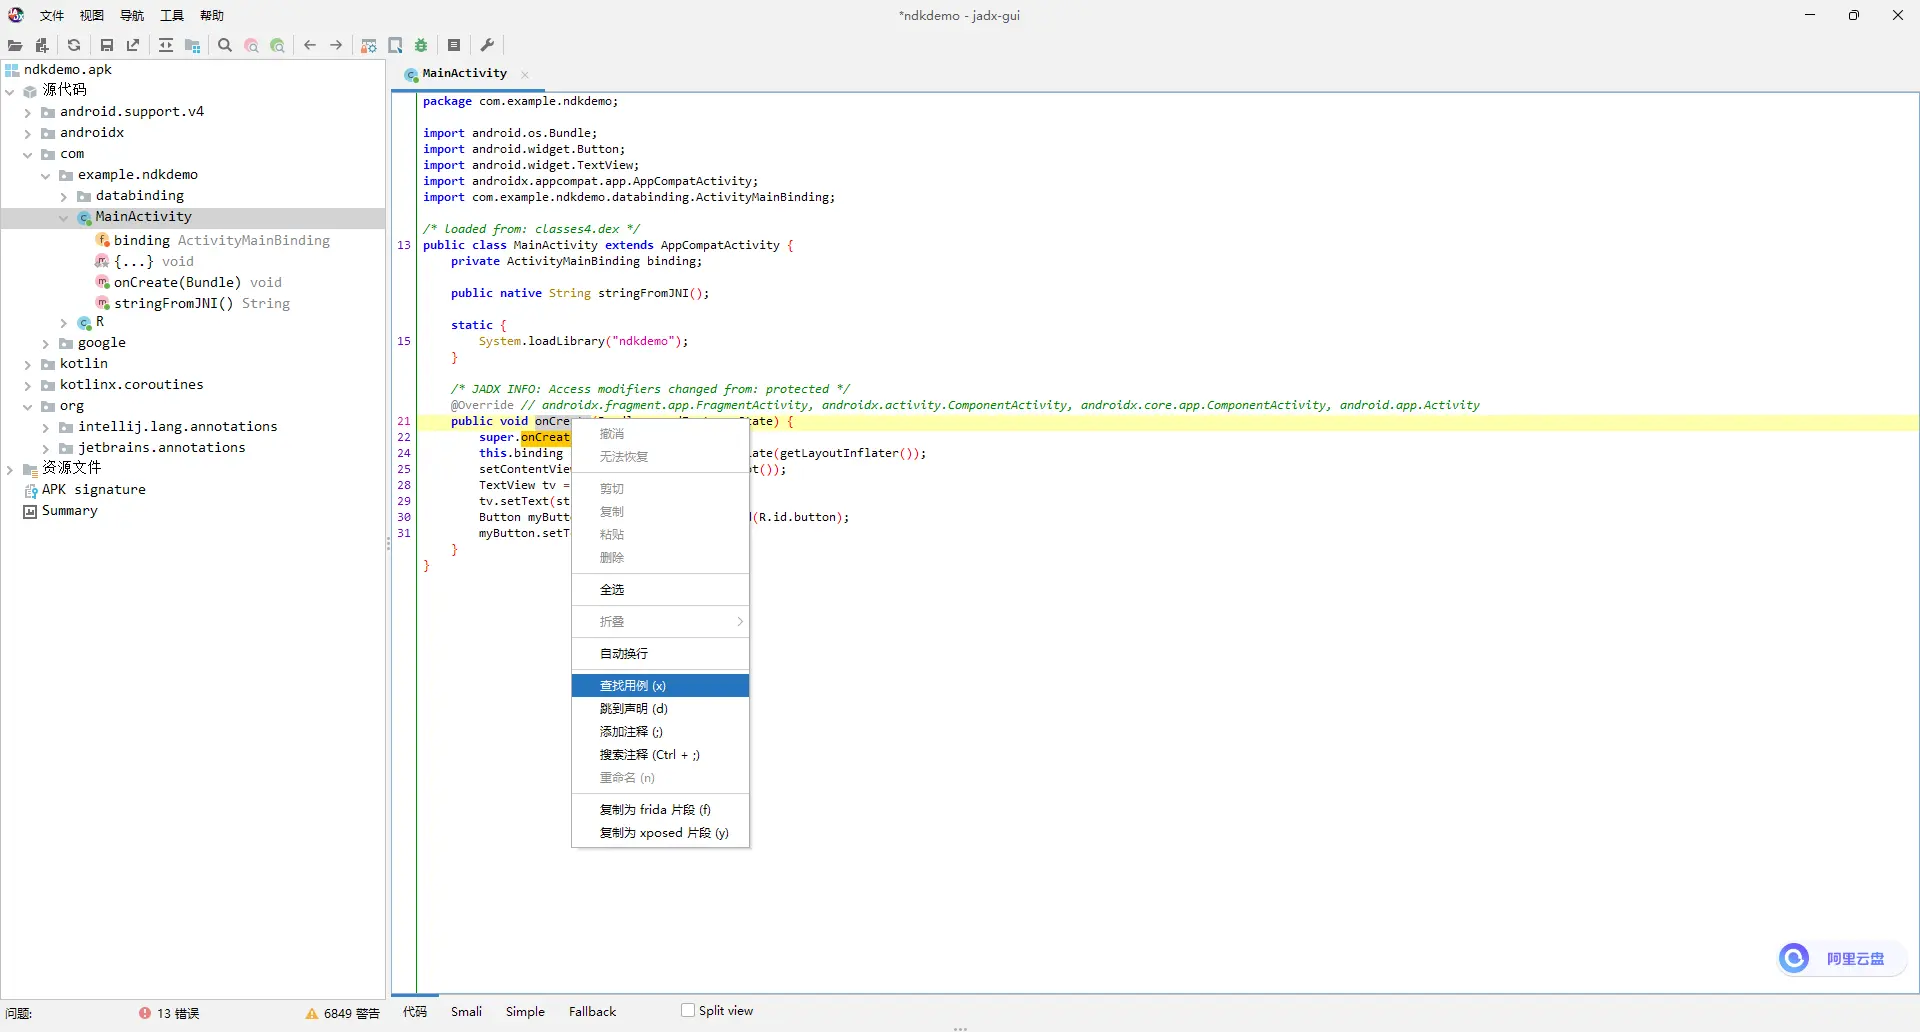 文件 视图 导航 工具 帮助
*ndkdemo - jadx-gui
ndkdemo.apk
源代码
android.support.v4
androidx
com
example.ndkdemo
databinding
MainActivity
binding ActivityMainBinding
{...} void
onCreate(Bundle) void
stringFromJNI() String
R
google
kotlin
kotlinx.coroutines
org
intellij.lang.annotations
jetbrains.annotations
资源文件
APK signature
Summary
MainActivity
package com.example.ndkdemo;
import android.os.Bundle;
import android.widget.Button;
import android.widget.TextView;
import androidx.appcompat.app.AppCompatActivity;
import com.example.ndkdemo.databinding.ActivityMainBinding;
/* loaded from: classes4.dex */
13 public class MainActivity extends AppCompatActivity {
private ActivityMainBinding binding;
public native String stringFromJNI();
static {
15 System.loadLibrary("ndkdemo");
}
/* JADX INFO: Access modifiers changed from: protected */
@Override // androidx.fragment.app.FragmentActivity, androidx.activity.ComponentActivity, androidx.core.app.ComponentActivity, android.app.Activity
21 public void onCre tate) {
22 super.onCreat
24 this.binding ate(getLayoutInflater());
25 setContentVie t());
28 TextView tv =
29 tv.setText(st
30 Button myButt (R.id.button);
31 myButton.setT
}
}
撤消
无法恢复
剪切
复制
粘贴
删除
全选
折叠
自动换行
查找用例 (x)
跳到声明 (d)
添加注释 (;)
搜索注释 (Ctrl + ;)
重命名 (n)
复制为 frida 片段 (f)
复制为 xposed 片段 (y)
阿里云盘
问题: 13 错误 6849 警告
代码 Smali Simple Fallback Split view